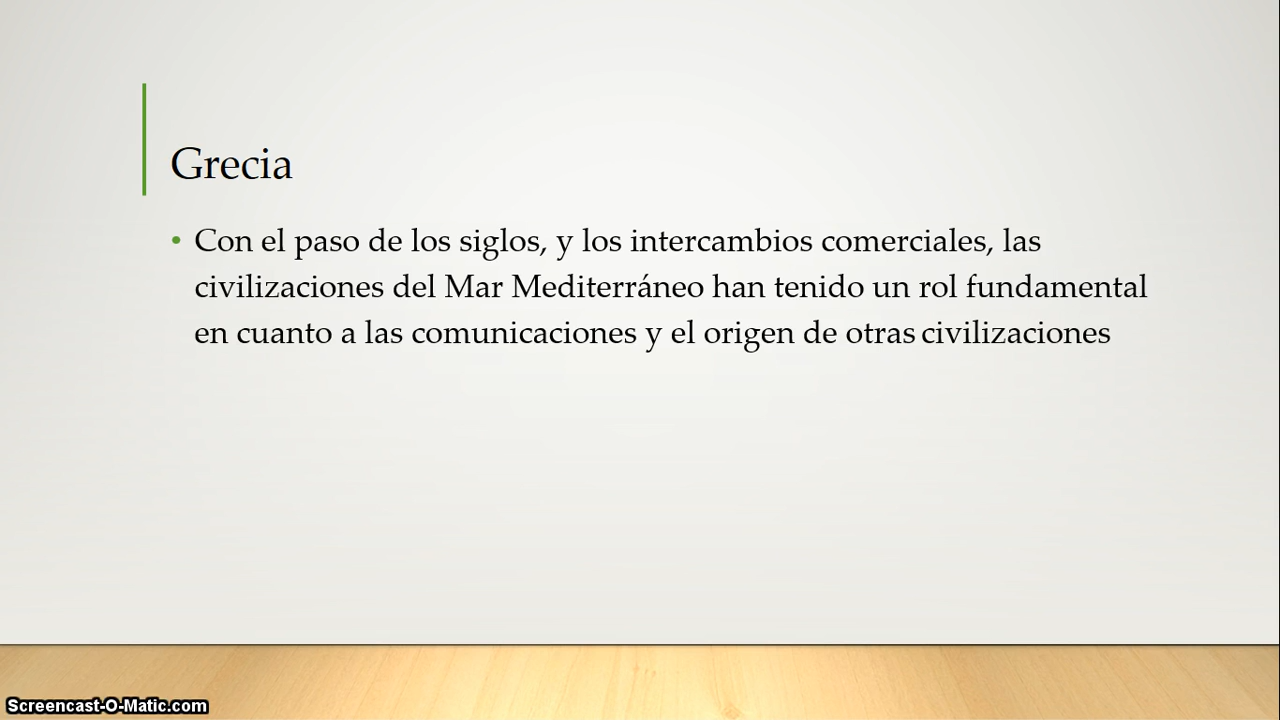 Grecia
• Con el paso de los siglos, y los intercambios comerciales, las
civilizaciones del Mar Mediterráneo han tenido un rol fundamental
en cuanto a las comunicaciones y el origen de otras civilizaciones
Screencast-O-Matic.com